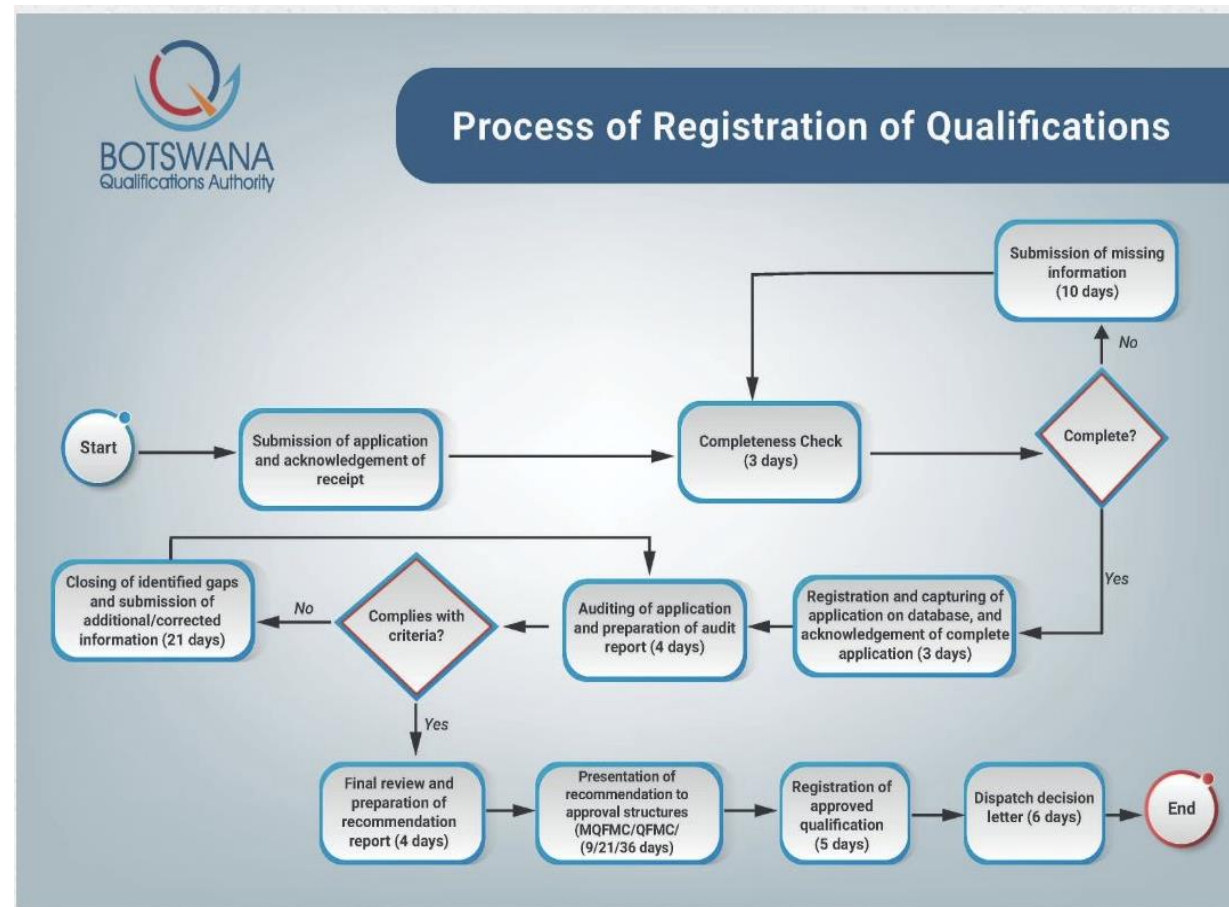 BOTSWANA
Qualifications Authority
Process of Registration of Qualifications
Submission of missing
information
(10 days)
No
Start
Submission of application
and acknowledgement of
receipt
Completeness Check
(3 days)
Complete?
Yes
Registration and capturing of
application on database, and
acknowledgement of complete
application (3 days)
Auditing of application
and preparation of audit
report (4 days)
Complies with
criteria?
No
Closing of identified gaps
and submission of
additional/corrected
information (21 days)
Yes
Final review and
preparation of
recommendation
report (4 days)
Presentation of
recommendation to
approval structures
(MQFMC/QFMC/
(9/21/36 days)
Registration of
approved
qualification
(5 days)
Dispatch decision
letter (6 days)
End